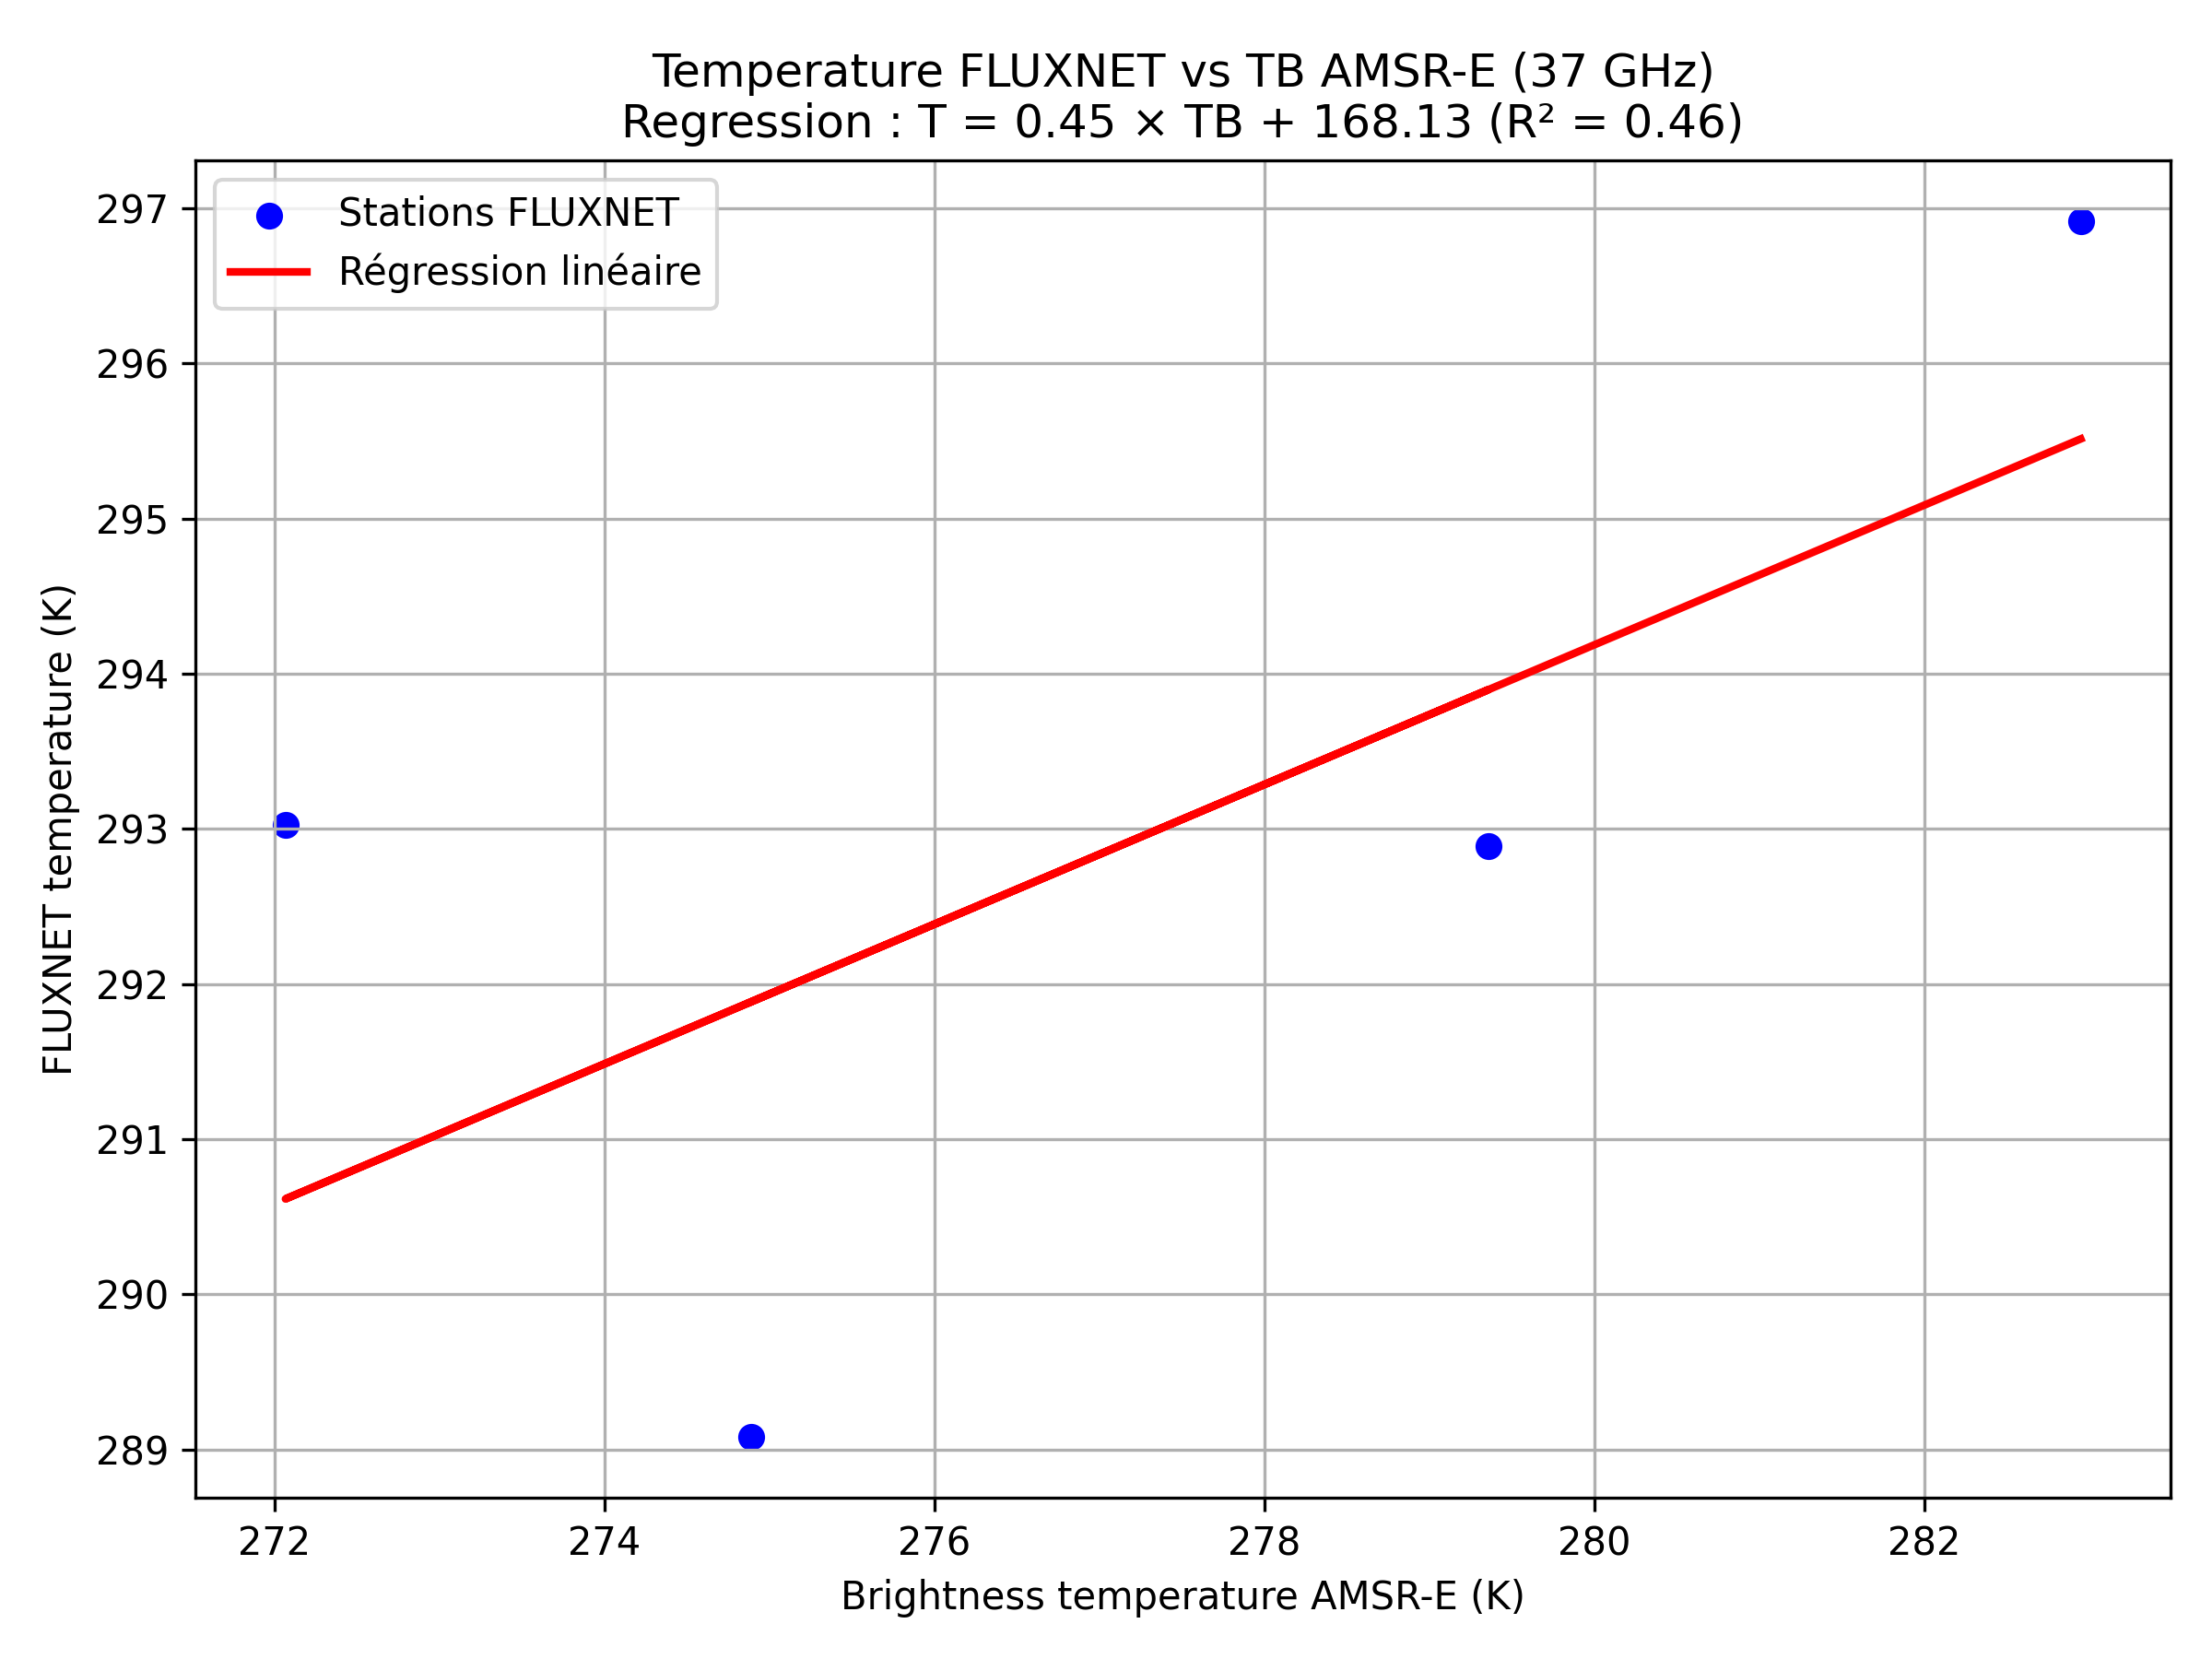 Temperature FLUXNET vs TB AMSR-E (37 GHz)
Regression : T = 0.45 × TB + 168.13 (R² = 0.46)
Stations FLUXNET
Régression linéaire
297
296
295
294
293
292
291
290
289
FLUXNET temperature (K)
272 274 276 278 280 282
Brightness temperature AMSR-E (K)